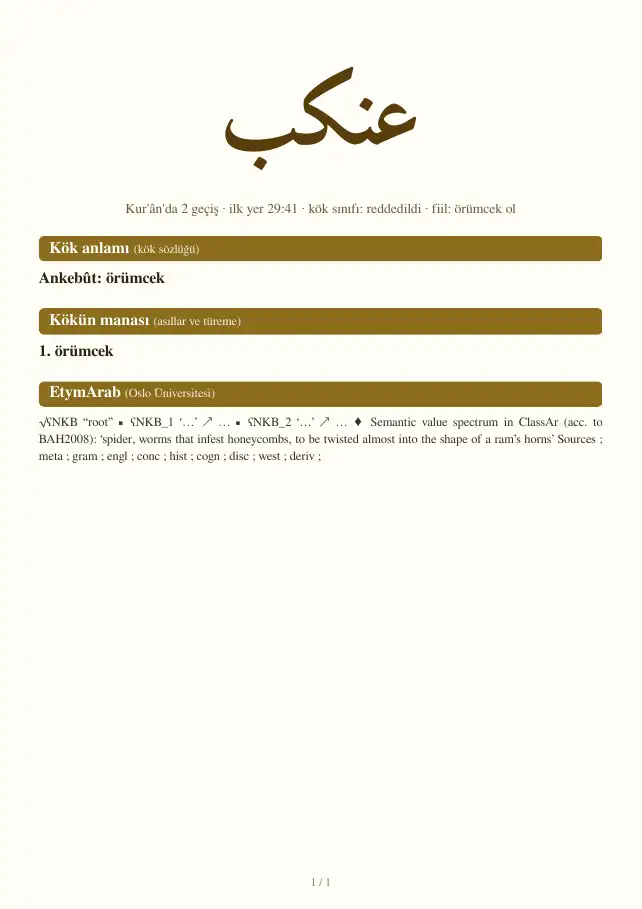 عنكب
Kur'ân'da 2 geçiş · ilk yer 29:41 · kök sınıfı: reddedildi · fiil: örümcek ol
Kök anlamı (kök sözlüğü)
Ankebût: örümcek
Kökün manası (asıllar ve türeme)
1. örümcek
EtymArab (Oslo Üniversitesi)
√ʕNKB “root” ▪ ʕNKB_1 ‘…’ ↗ … ▪ ʕNKB_2 ‘…’ ↗ … ♦ Semantic value spectrum in ClassAr (acc. to
BAH2008): ‘spider, worms that infest honeycombs, to be twisted almost into the shape of a ram’s horns’ Sources ;
meta ; gram ; engl ; conc ; hist ; cogn ; disc ; west ; deriv ;
1 / 1